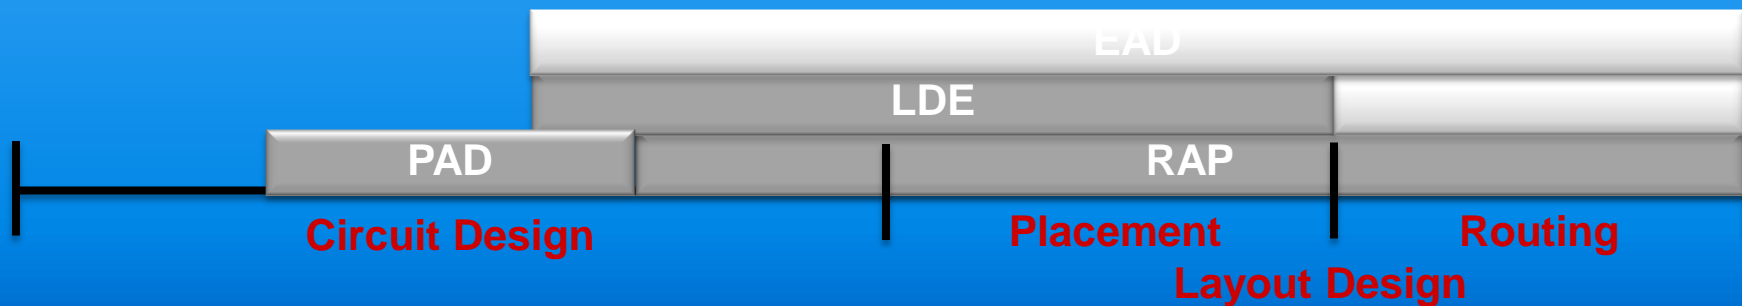 EAD
LDE
PAD
RAP
Circuit Design
Placement
Routing
Layout Design